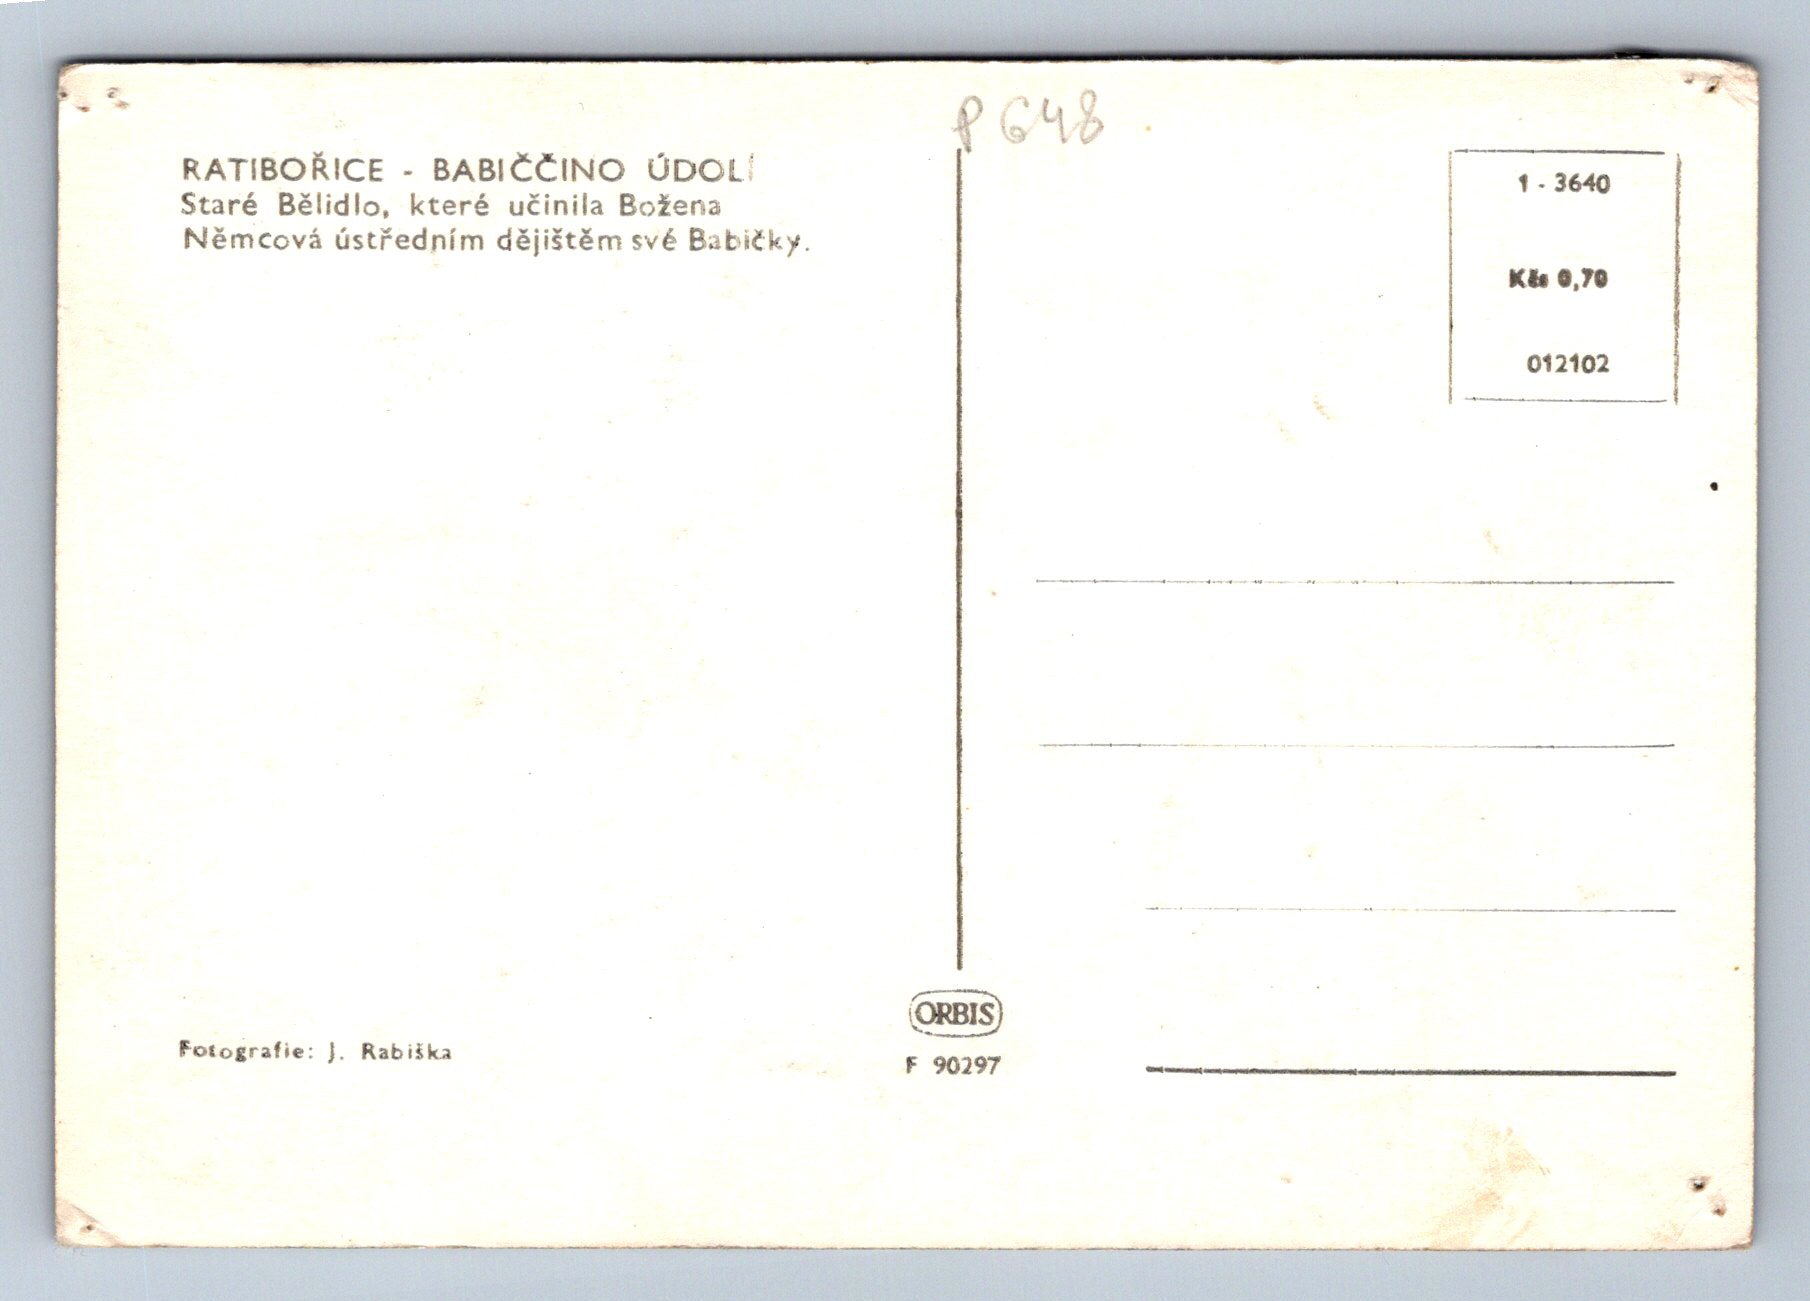 P 648
RATIBOŘICE - BABIČČINO ÚDOLÍ
Staré Bělidlo, které učinila Božena
Němcová ústředním dějištěm své Babičky.
1 - 3640
Kčs 0,70
012102
Fotografie: J. Rabiška
ORBIS
F 90297